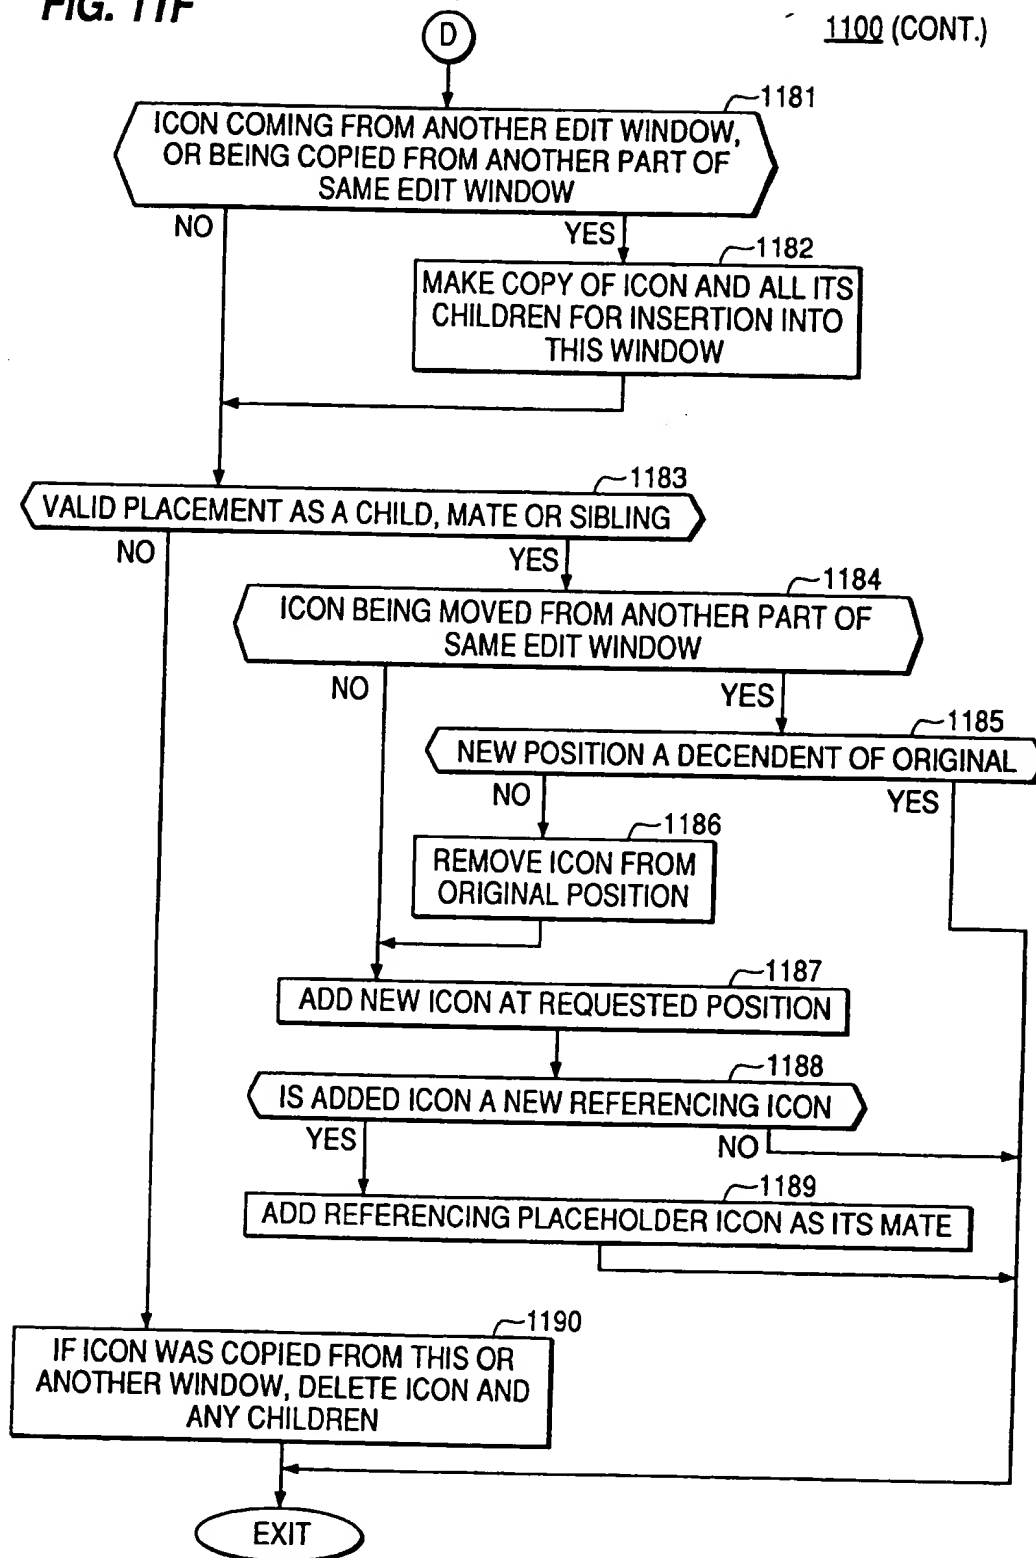 FIG. 11F
1100 (CONT.)
D
1181
ICON COMING FROM ANOTHER EDIT WINDOW,
OR BEING COPIED FROM ANOTHER PART OF
SAME EDIT WINDOW
NO
YES
1182
MAKE COPY OF ICON AND ALL ITS
CHILDREN FOR INSERTION INTO
THIS WINDOW
1183
VALID PLACEMENT AS A CHILD, MATE OR SIBLING
NO
YES
1184
ICON BEING MOVED FROM ANOTHER PART OF
SAME EDIT WINDOW
NO
YES
1185
NEW POSITION A DECENDENT OF ORIGINAL
NO
YES
1186
REMOVE ICON FROM
ORIGINAL POSITION
1187
ADD NEW ICON AT REQUESTED POSITION
1188
IS ADDED ICON A NEW REFERENCING ICON
YES
NO
1189
ADD REFERENCING PLACEHOLDER ICON AS ITS MATE
1190
IF ICON WAS COPIED FROM THIS OR
ANOTHER WINDOW, DELETE ICON AND
ANY CHILDREN
EXIT